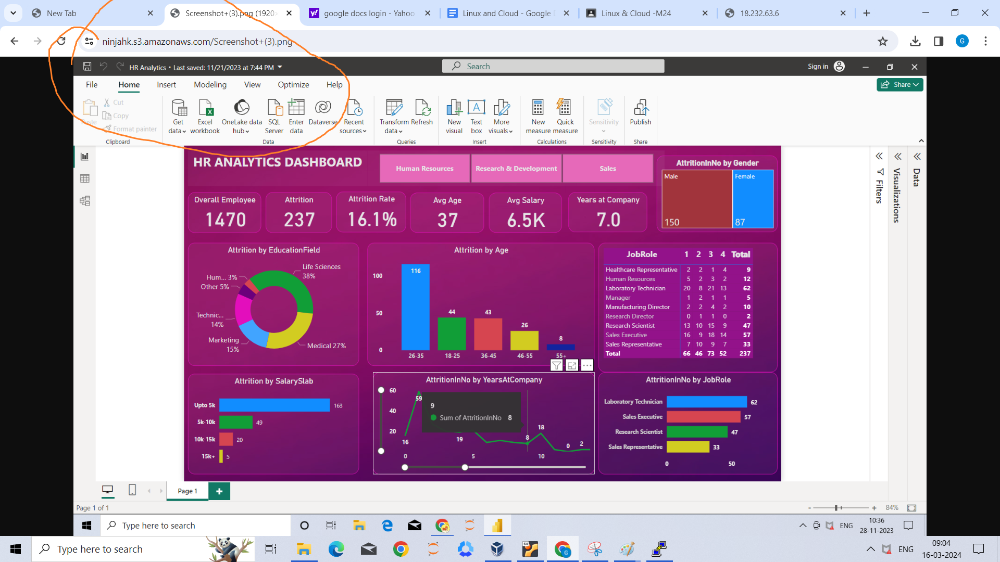 New Tab
Screenshot+(3).png (1920
google docs login - Yahoo
Linux and Cloud - Google
Linux & Cloud -M24
18.232.63.6
ninjahk.s3.amazonaws.com/Screenshot+(3).png
G
HR Analytics • Last saved: 11/21/2023 at 7:44 PM
Search
Sign in
File Home Insert Modeling View Optimize Help
Share
Paste
Cut
Copy
Format painter
Clipboard
Get data
Excel workbook
OneLake data hub
SQL Server
Enter data
Dataverse
Recent sources
Data
Transform data
Refresh
Queries
New visual
Text box
More visuals
Insert
New measure
Quick measure
Calculations
Sensitivity
Sensitivity
Publish
Share
HR ANALYTICS DASHBOARD
Human Resources
Research & Development
Sales
AttritionInNo by Gender
Male
150
Female
87
Overall Employee
1470
Attrition
237
Attrition Rate
16.1%
Avg Age
37
Avg Salary
6.5K
Years at Company
7.0
Filters
Visualizations
Data
Attrition by EducationField
Life Sciences
38%
Hum... 3%
Other 5%
Technic...
14%
Marketing
15%
Medical 27%
Attrition by Age
100
50
0
116
44
43
26
8
26-35
18-25
36-45
46-55
55+
JobRole 1 2 3 4 Total
Healthcare Representative 2 2 1 4 9
Human Resources 5 2 3 2 12
Laboratory Technician 20 8 21 13 62
Manager 1 2 1 1 5
Manufacturing Director 2 2 4 2 10
Research Director 0 1 1 0 2
Research Scientist 13 10 15 9 47
Sales Executive 16 9 18 14 57
Sales Representative 7 10 9 7 33
Total 66 46 73 52 237
Attrition by SalarySlab
Upto 5k 163
5k-10k 49
10k-15k 20
15k+ 5
AttritionInNo by YearsAtCompany
60
40
20
59
9
Sum of AttritionInNo 8
16
19
8
18
0
2
0
5
10
AttritionInNo by JobRole
Laboratory Technician 62
Sales Executive 57
Research Scientist 47
Sales Representative 33
0
50
Page 1
Page 1 of 1
- + 84%
Type here to search
ENG
10:36
28-11-2023
Type here to search
64
G
ENG
09:04
16-03-2024